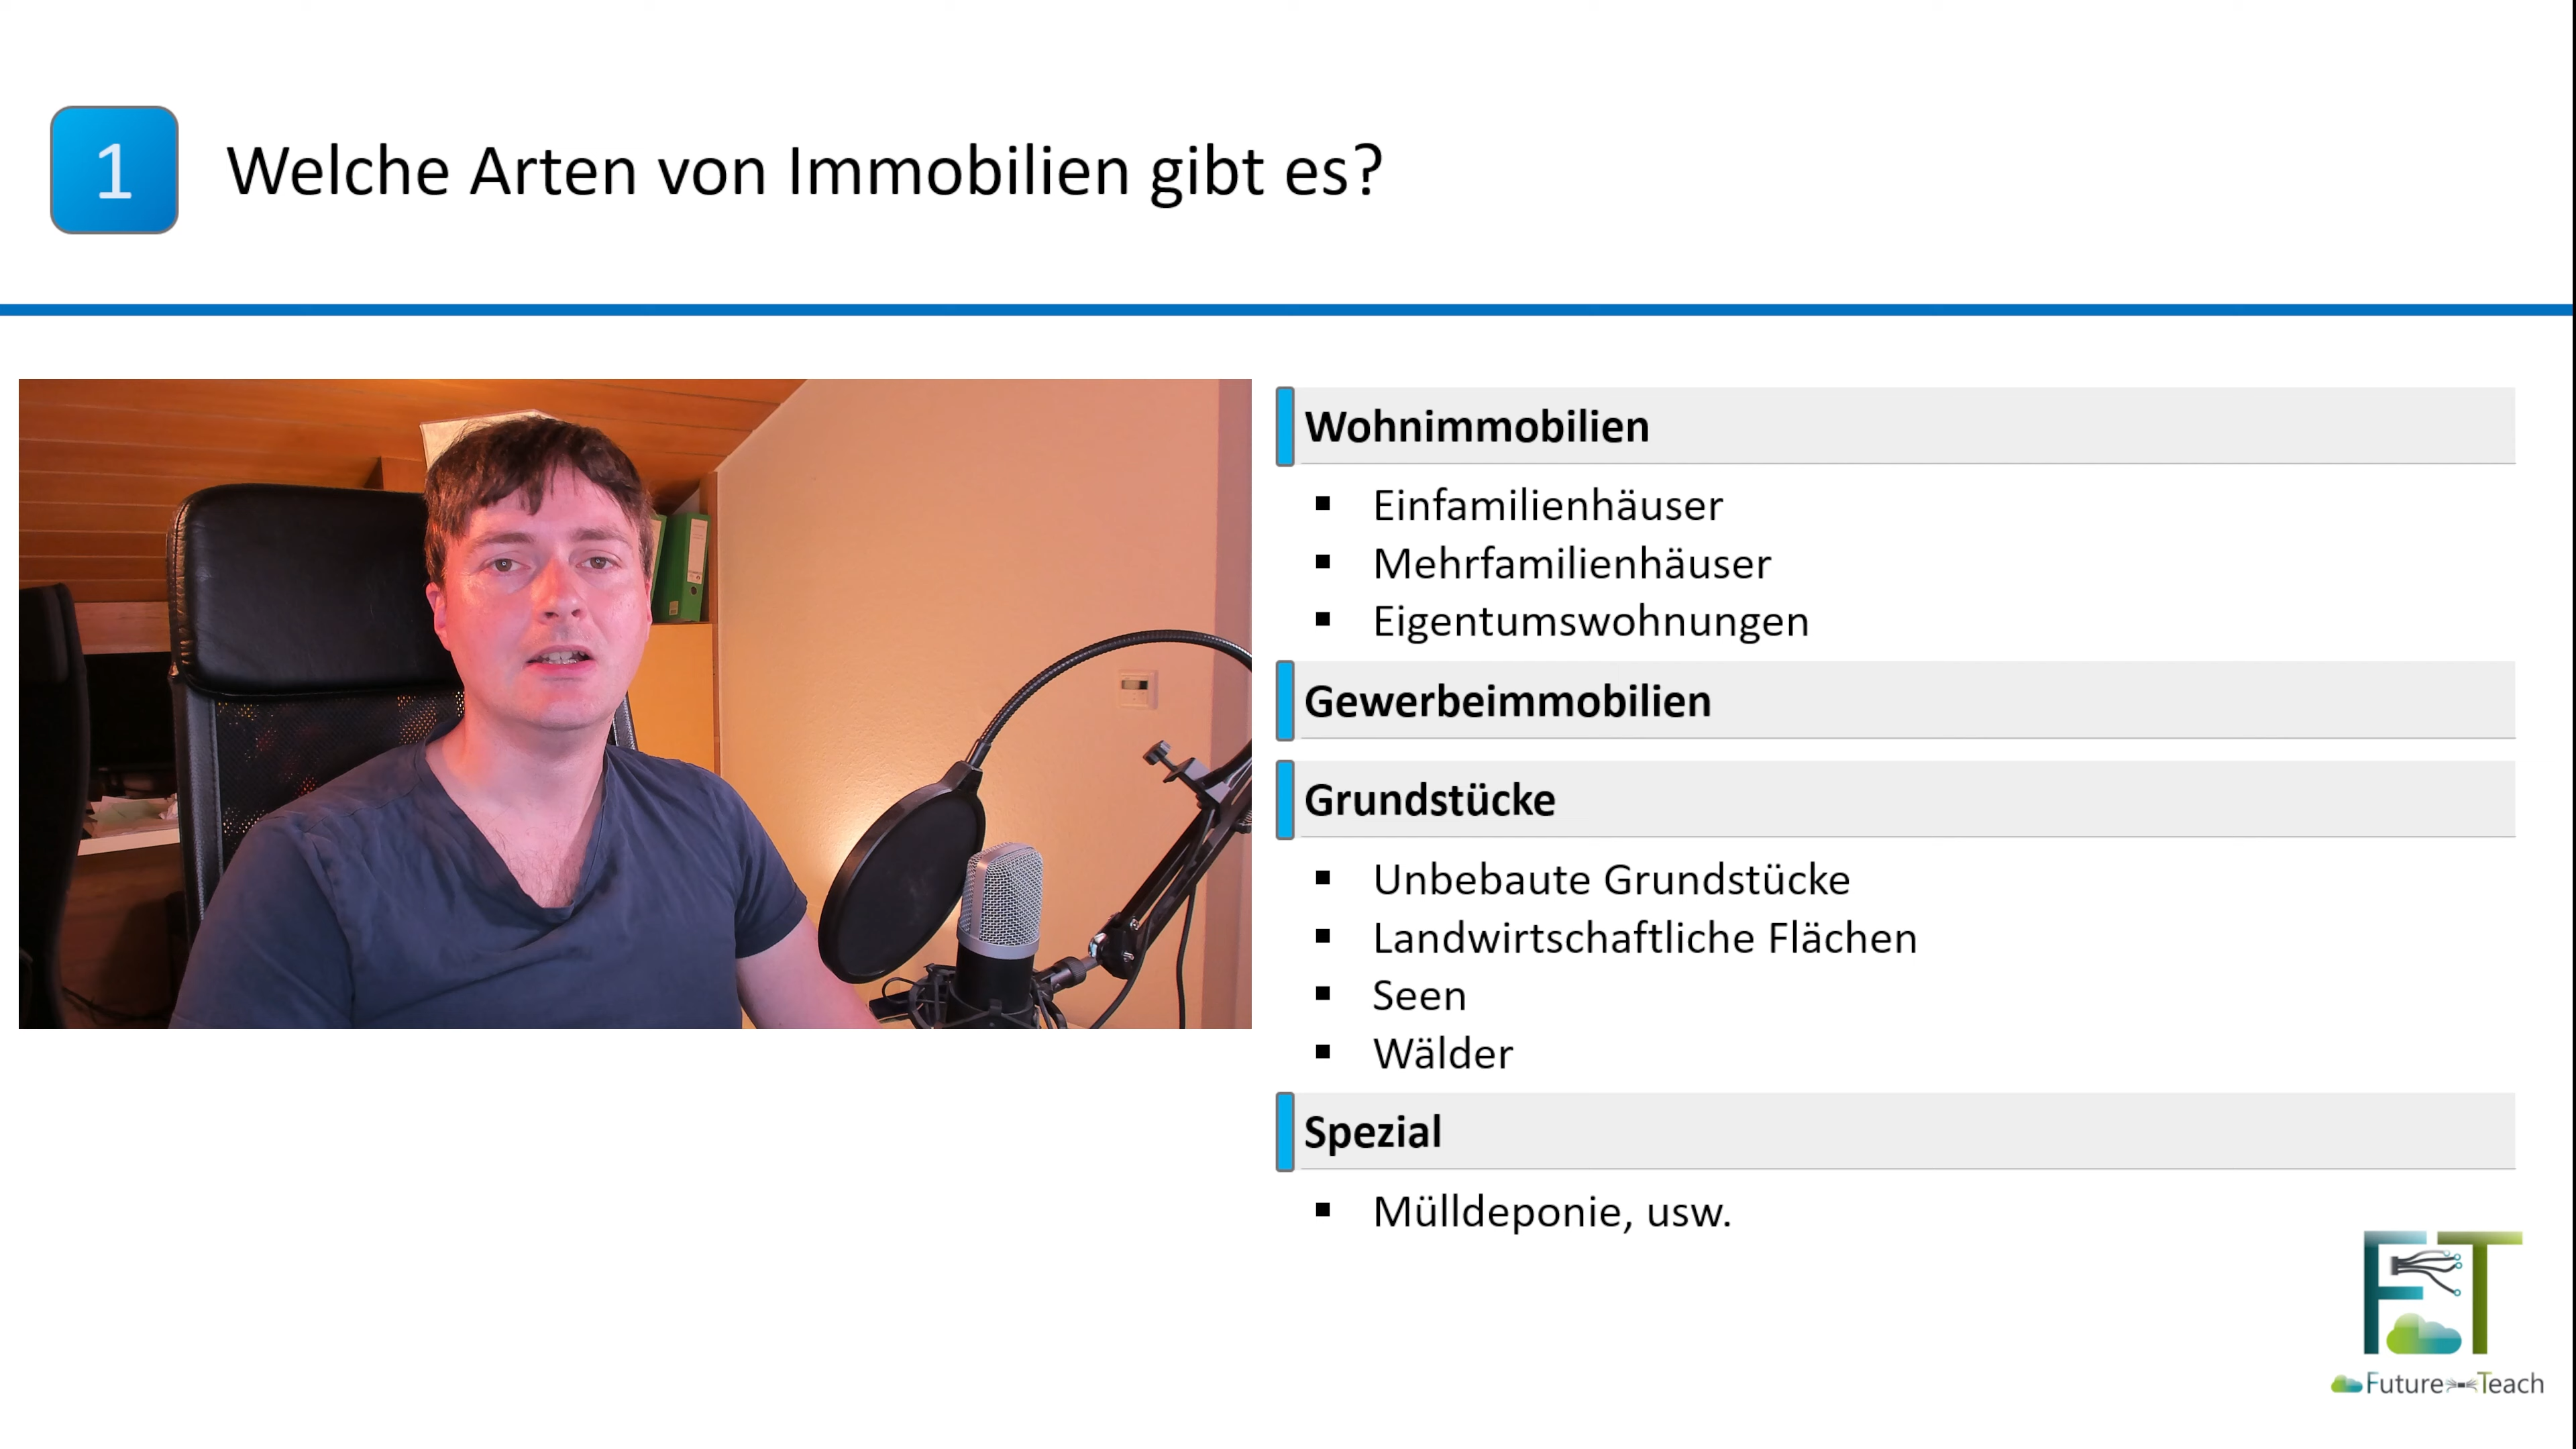 1
Welche Arten von Immobilien gibt es?
Wohnimmobilien
▪ Einfamilienhäuser
▪ Mehrfamilienhäuser
▪ Eigentumswohnungen
Gewerbeimmobilien
Grundstücke
▪ Unbebaute Grundstücke
▪ Landwirtschaftliche Flächen
▪ Seen
▪ Wälder
Spezial
▪ Mülldeponie, usw.
FT
Future Teach